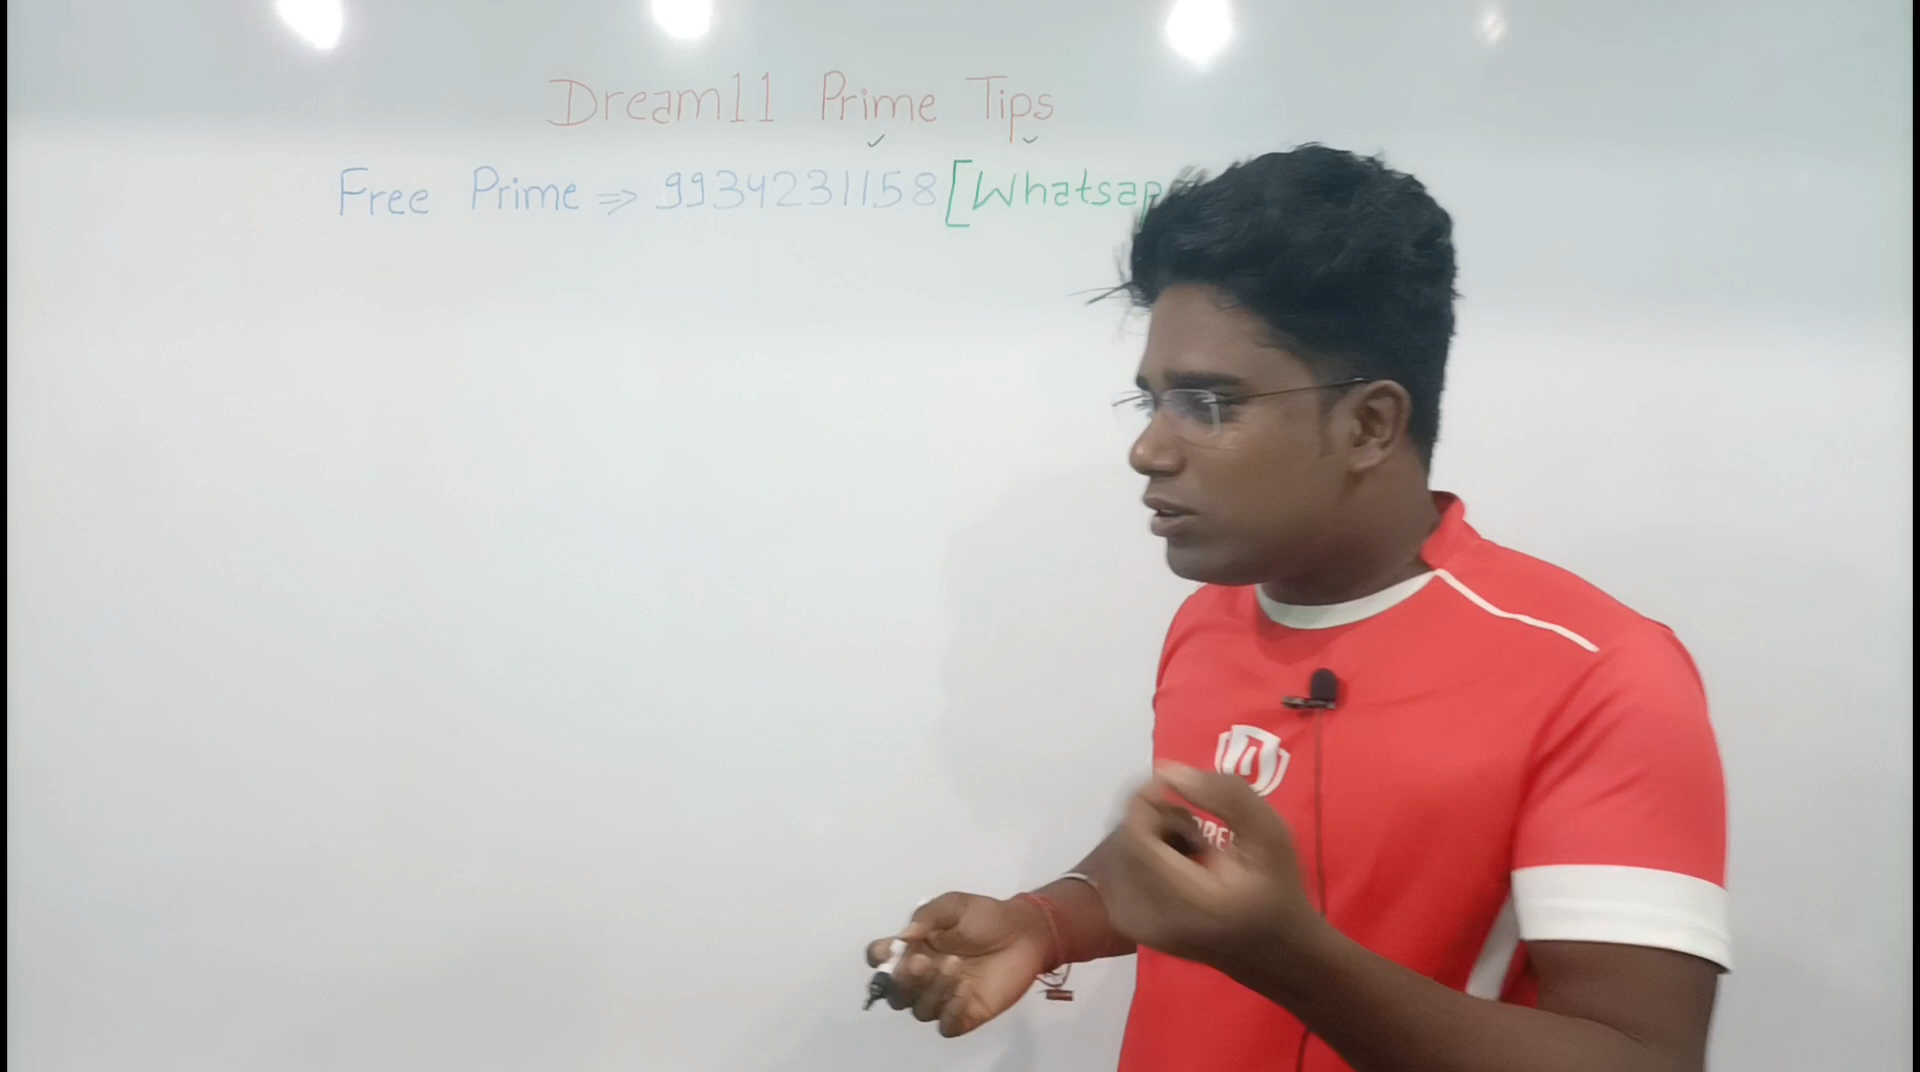 Dream11 Prime Tips
Free Prime ⇒ 9934231158 [Whatsap